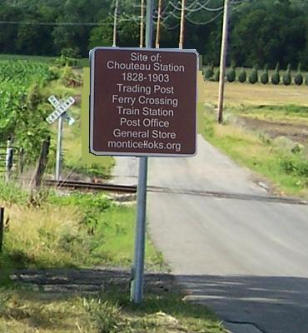 Site of:
Chouteau Station
1828-1903
Trading Post
Ferry Crossing
Train Station
Post Office
General Store
monticelloks.org